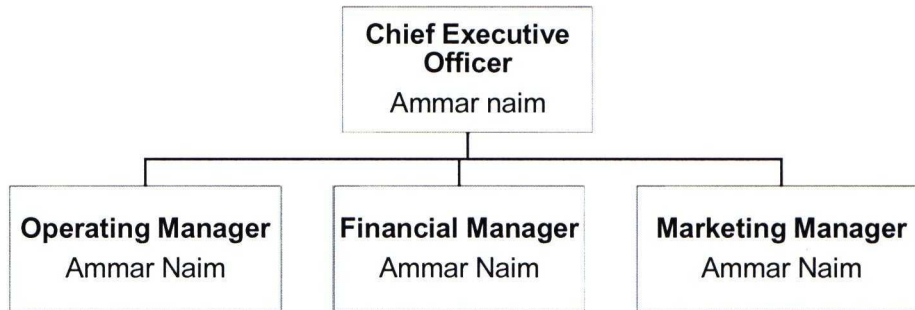 Chief Executive
Officer
Ammar naim
Operating Manager
Ammar Naim
Financial Manager
Ammar Naim
Marketing Manager
Ammar Naim